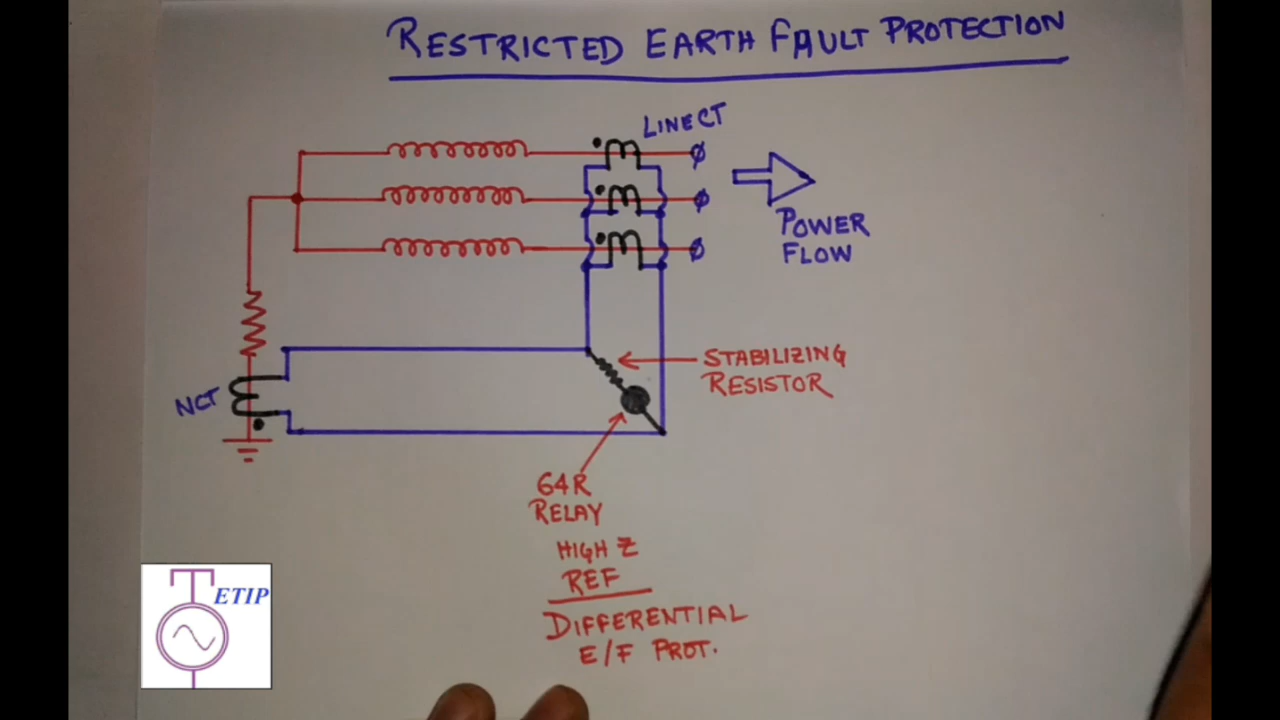 RESTRICTED EARTH FAULT PROTECTION
LINE CT
POWER
FLOW
STABILIZING
RESISTOR
NCT
64R
RELAY
HIGH Z
REF
DIFFERENTIAL
E/F PROT.
ETIP